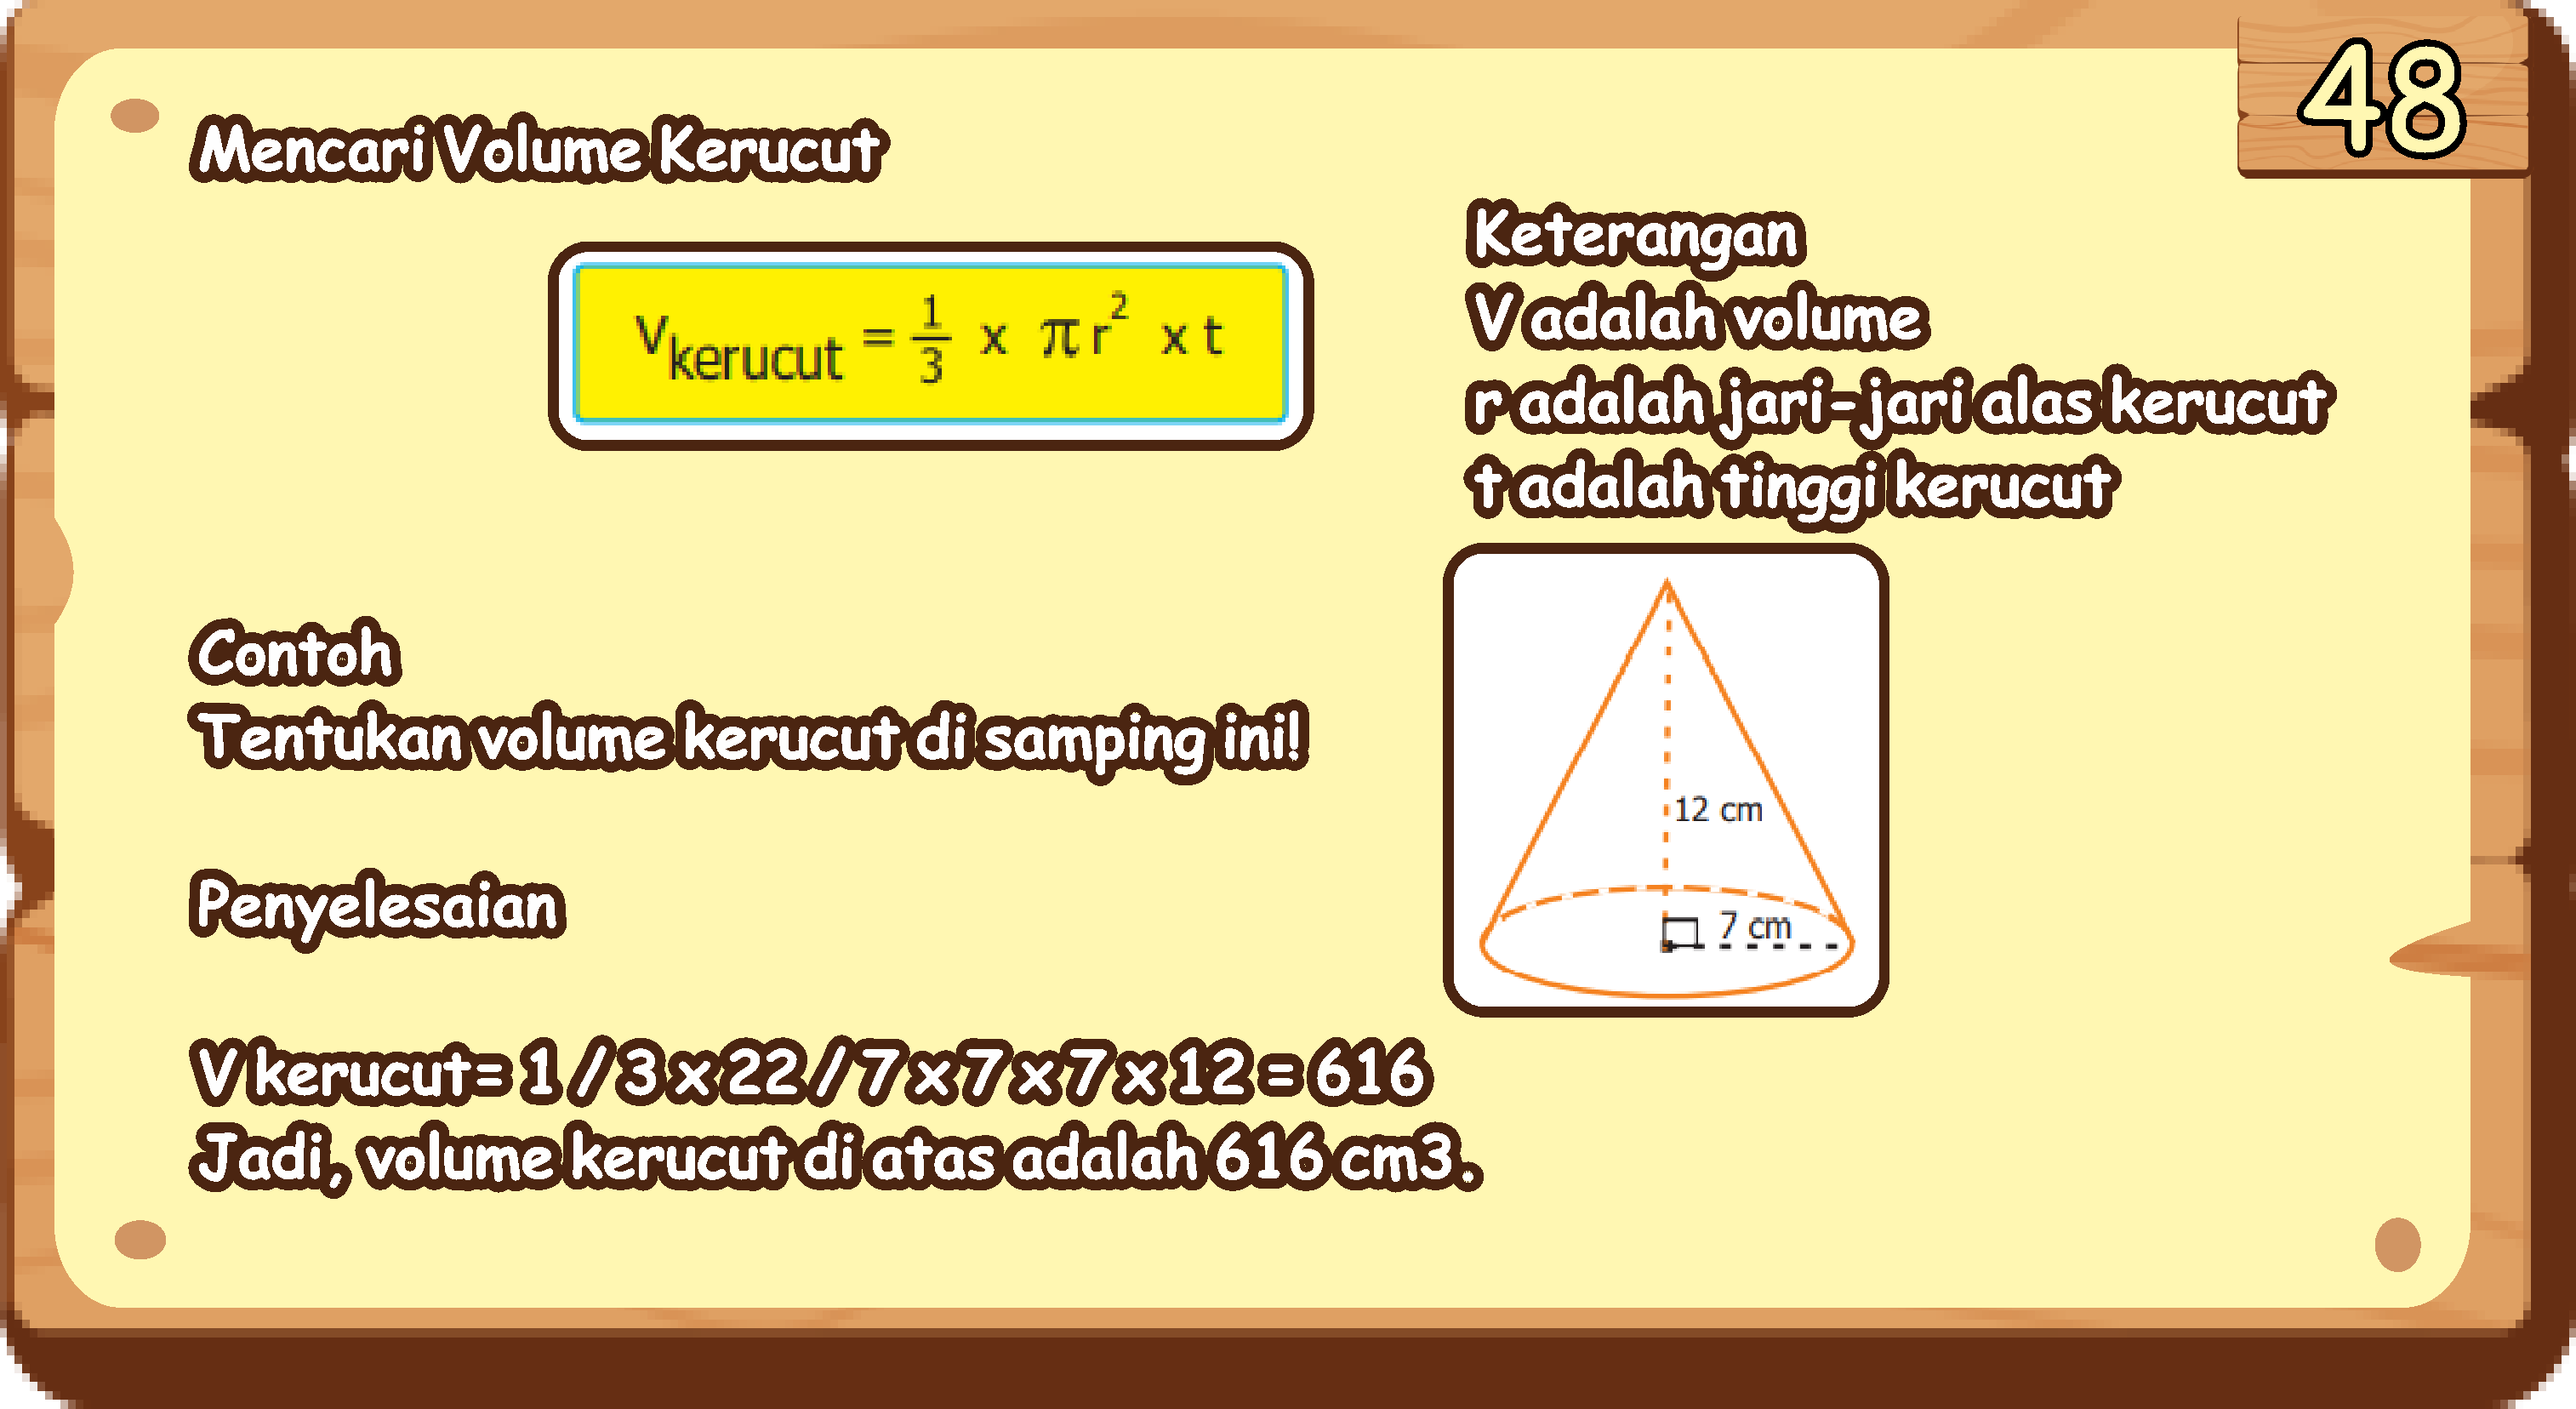 48
Mencari Volume Kerucut
V kerucut = 1/3 x π r² x t
Keterangan
V adalah volume
r adalah jari-jari alas kerucut
t adalah tinggi kerucut
Contoh
Tentukan volume kerucut di samping ini!
12 cm
7 cm
Penyelesaian
V kerucut= 1/3 x 22/7 x 7 x 7 x 12 = 616
Jadi, volume kerucut di atas adalah 616 cm3.